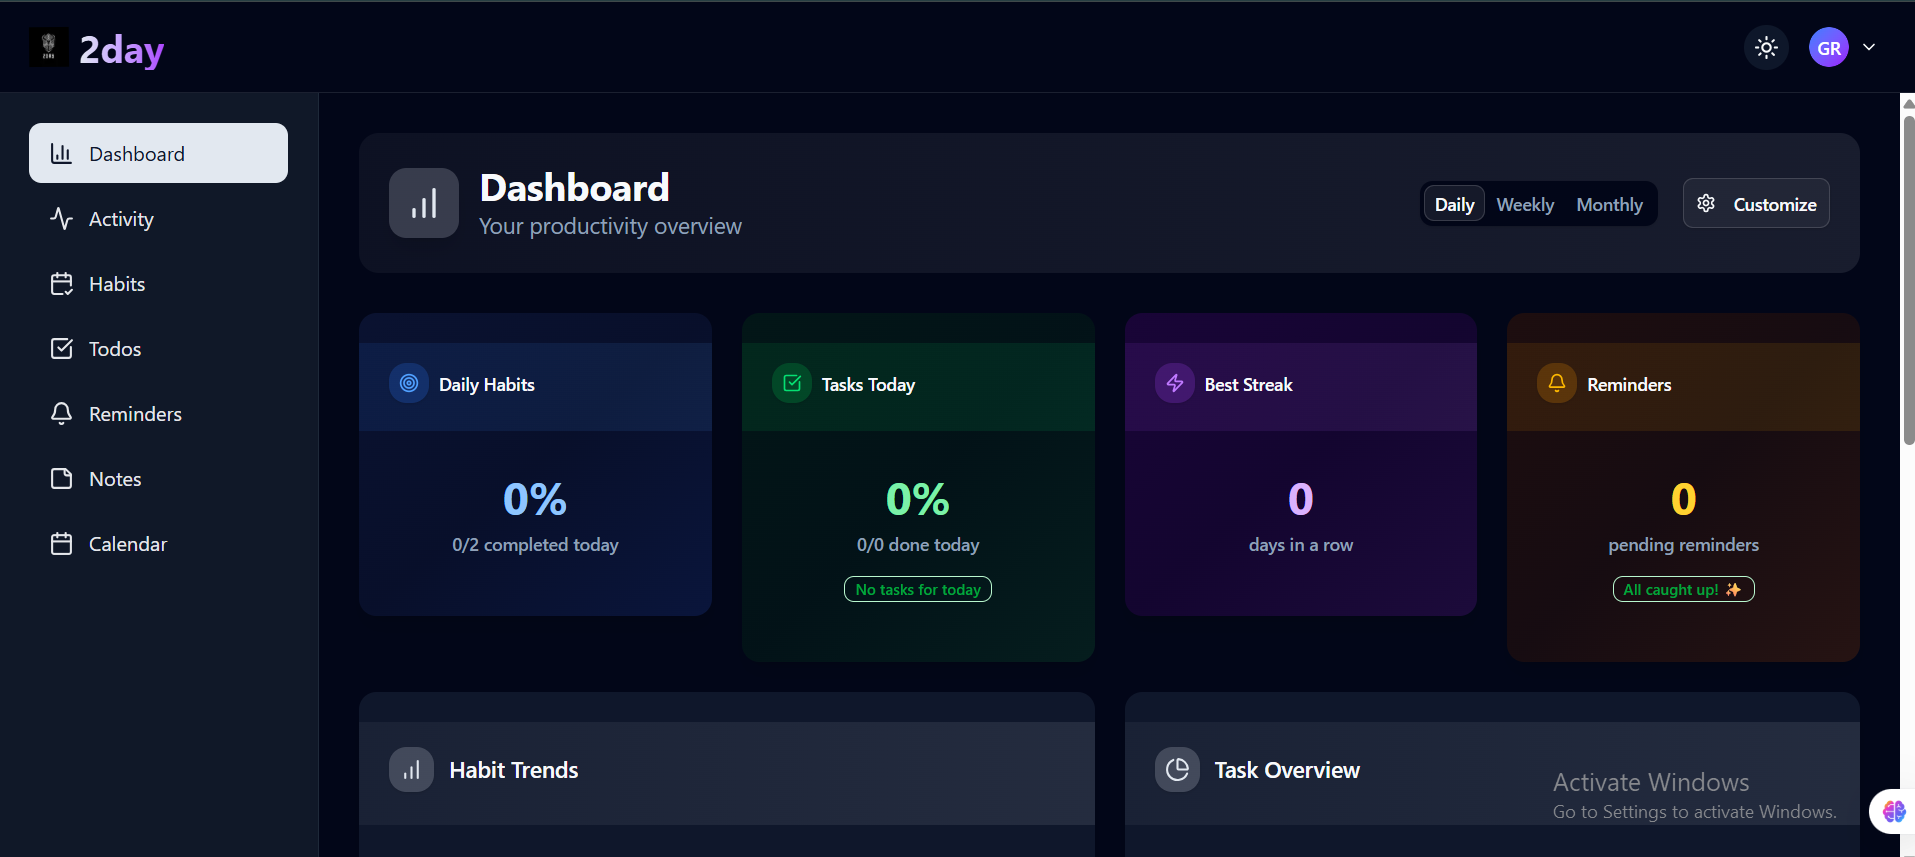 2day
GR
Dashboard
Activity
Habits
Todos
Reminders
Notes
Calendar
Dashboard
Your productivity overview
Daily
Weekly
Monthly
Customize
Daily Habits
0%
0/2 completed today
Tasks Today
0%
0/0 done today
No tasks for today
Best Streak
0
days in a row
Reminders
0
pending reminders
All caught up! ✨
Habit Trends
Task Overview
Activate Windows
Go to Settings to activate Windows.